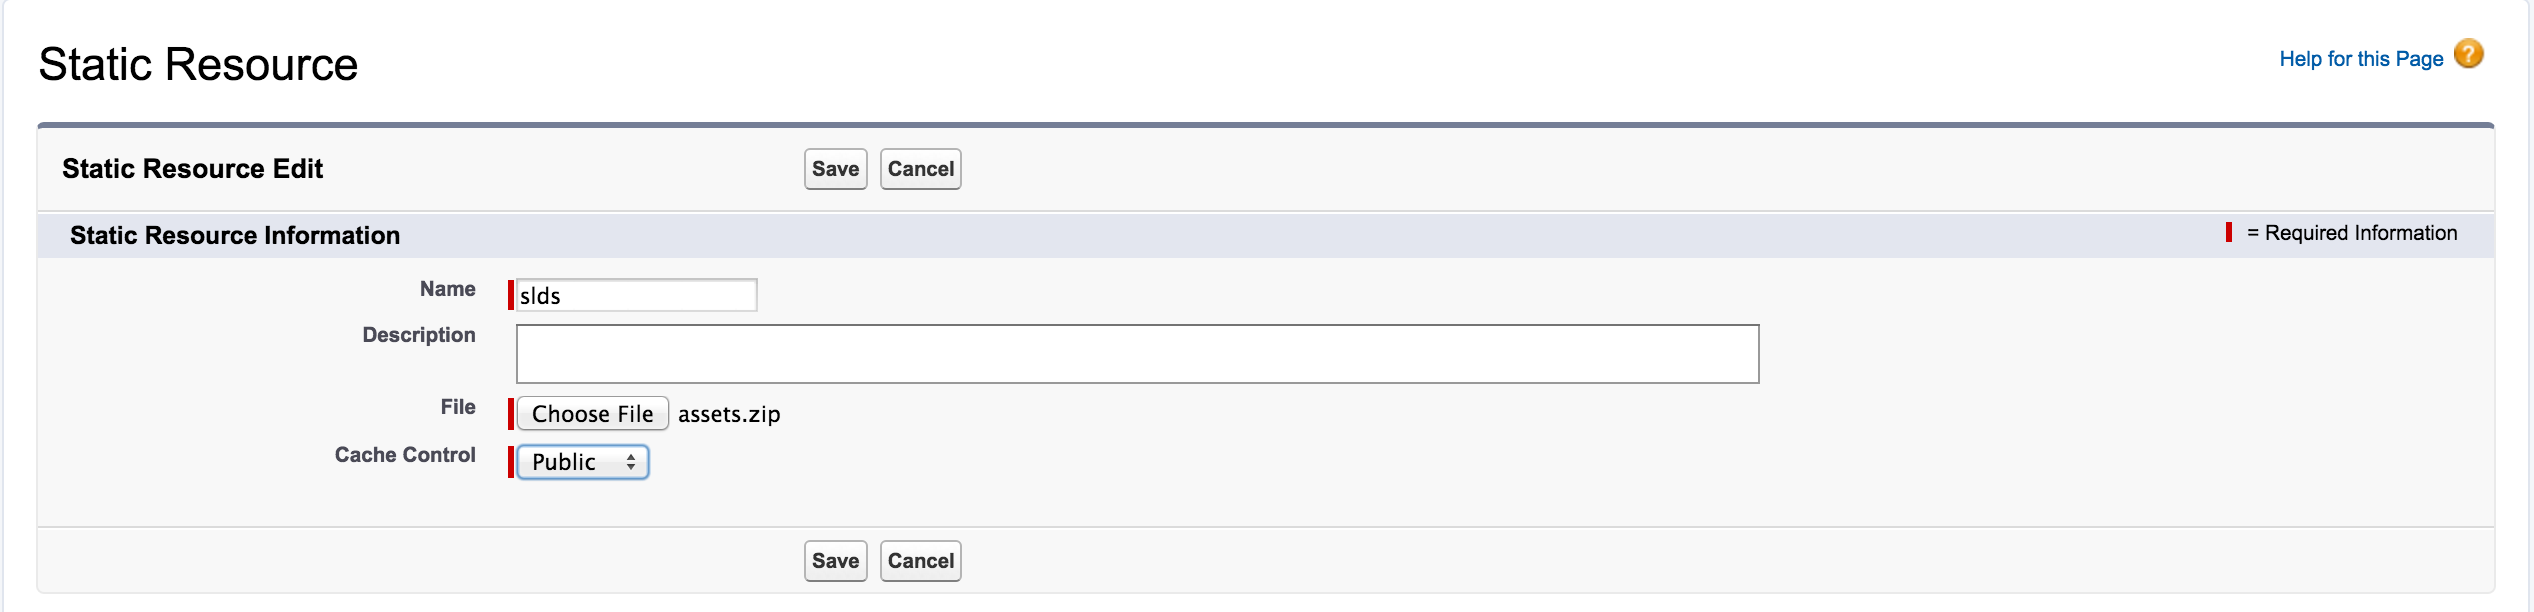 Static Resource
Help for this Page ?
Static Resource Edit Save Cancel
Static Resource Information = Required Information
Name slds
Description
File Choose File assets.zip
Cache Control Public
Save Cancel